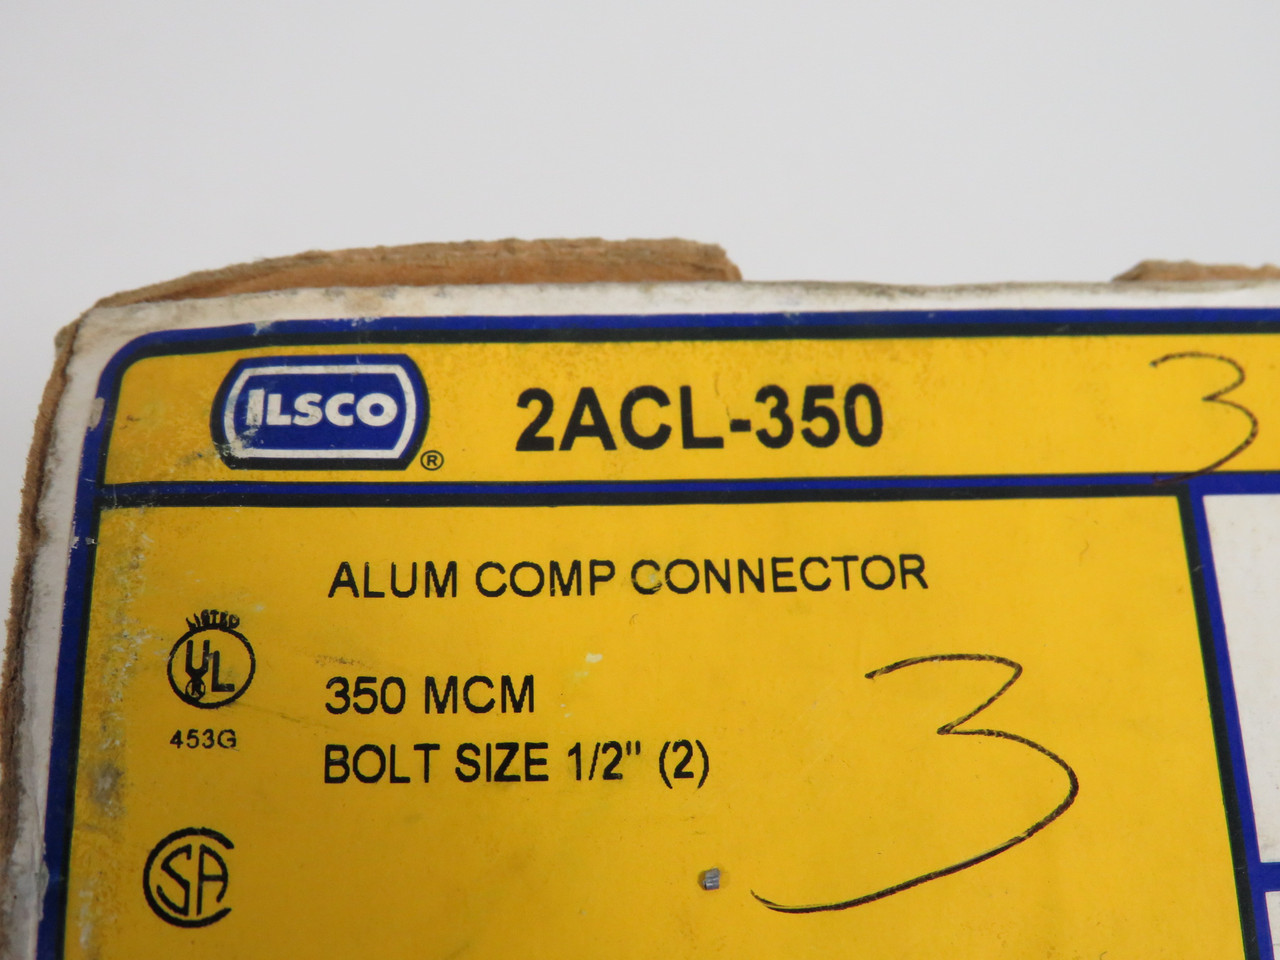 ILSCO ® 2ACL-350 3
ALUM COMP CONNECTOR
LISTED
UL
R
453G
350 MCM
BOLT SIZE 1/2" (2)
3
SA